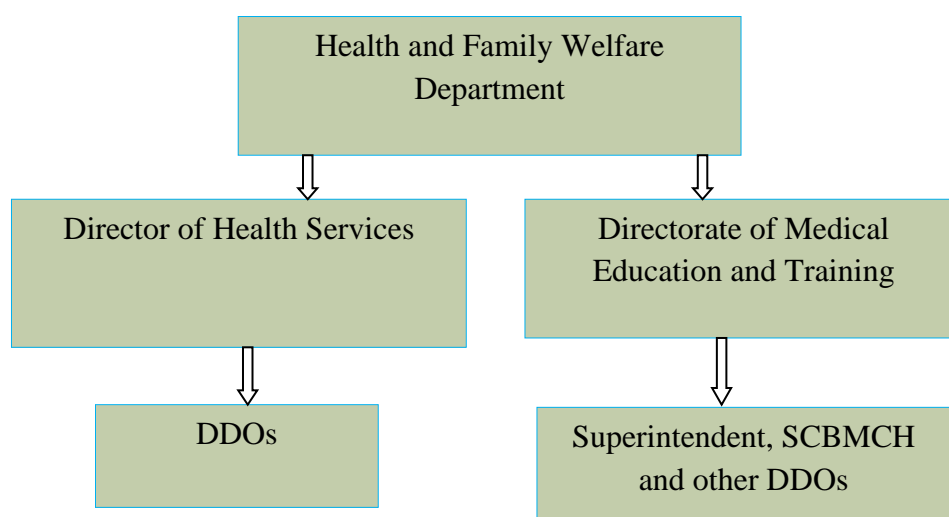 Health and Family Welfare
Department
Director of Health Services
Directorate of Medical
Education and Training
DDOs
Superintendent, SCBMCH
and other DDOs